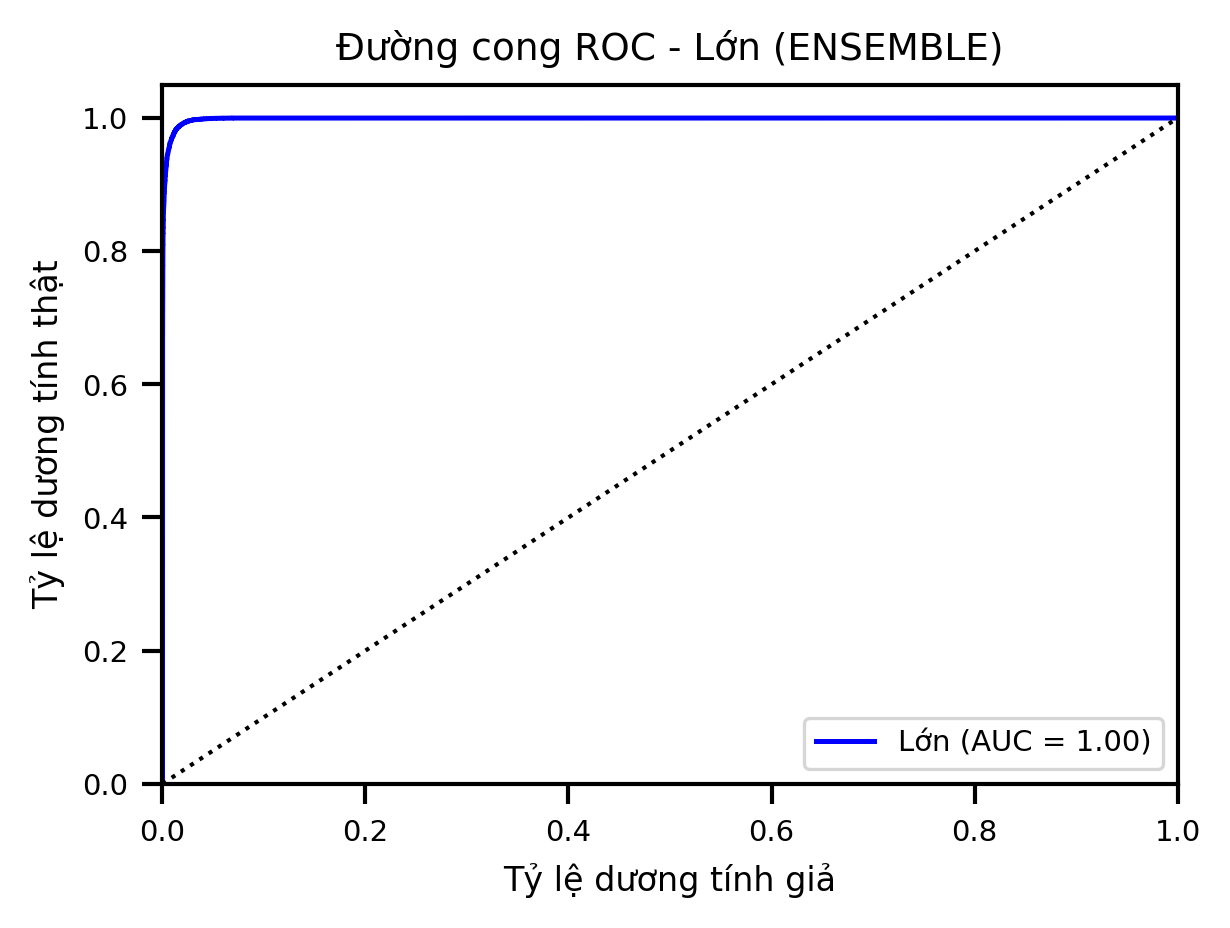 Đường cong ROC - Lớn (ENSEMBLE)
Tỷ lệ dương tính thật
1.0
0.8
0.6
0.4
0.2
0.0
Lớn (AUC = 1.00)
0.0 0.2 0.4 0.6 0.8 1.0
Tỷ lệ dương tính giả